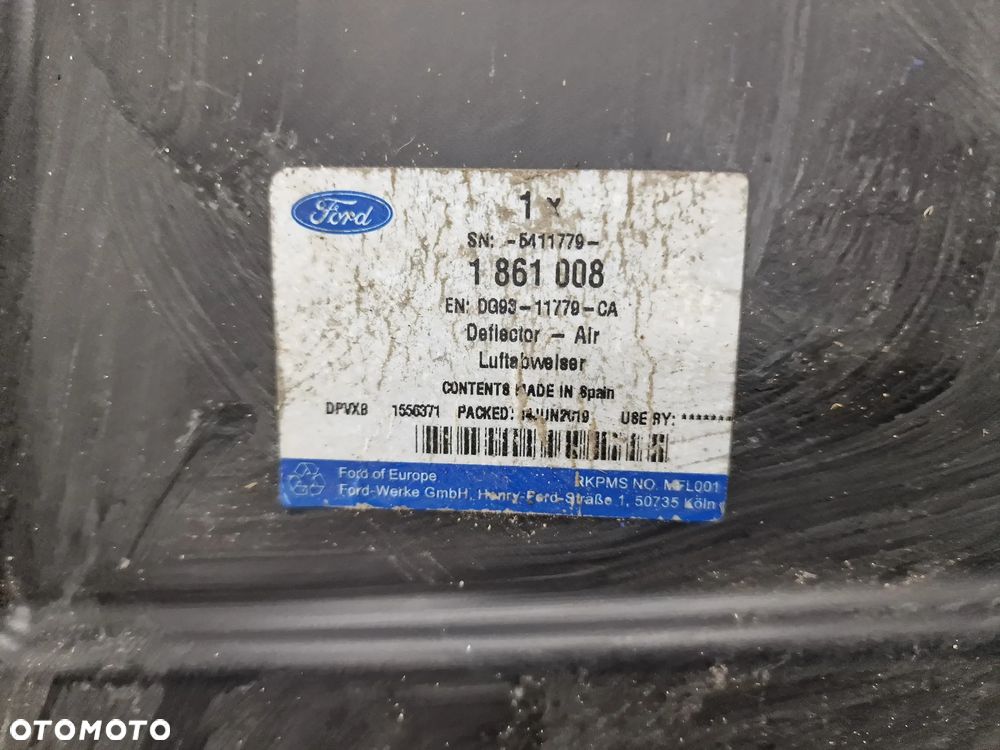 Ford
1 x
SN: -5411779-
1 861 008
EN: DG93-11779-CA
Deflector - Air
Luftabweiser
CONTENTS MADE IN Spain
DPVXB 1556371 PACKED: JUN2019 USE BY: *******
Ford of Europe RKPMS NO. MFL001
Ford-Werke GmbH, Henry-Ford-Straße 1, 50735 Köln
OTOMOTO